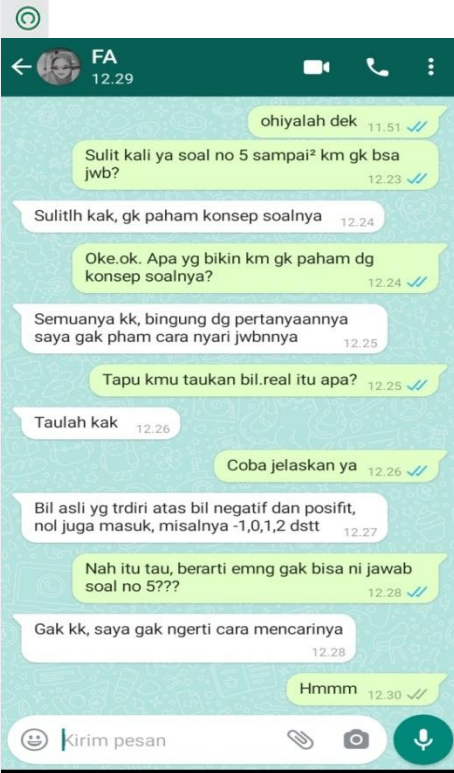 FA
12.29
ohiyalah dek 11.51
Sulit kali ya soal no 5 sampai² km gk bsa
jwb? 12.23
Sulitlh kak, gk paham konsep soalnya 12.24
Oke.ok. Apa yg bikin km gk paham dg
konsep soalnya? 12.24
Semuanya kk, bingung dg pertanyaannya
saya gak pham cara nyari jwbnnya 12.25
Tapu kmu taukan bil.real itu apa? 12.25
Taulah kak 12.26
Coba jelaskan ya 12.26
Bil asli yg trdiri atas bil negatif dan posifit,
nol juga masuk, misalnya -1,0,1,2 dstt 12.27
Nah itu tau, berarti emng gak bisa ni jawab
soal no 5??? 12.28
Gak kk, saya gak ngerti cara mencarinya
12.28
Hmmm 12.30
Kirim pesan